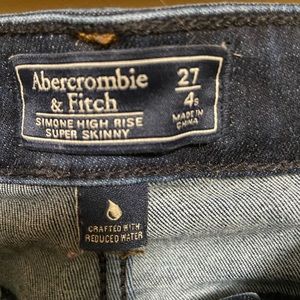 Abercrombie
& Fitch
SIMONE HIGH RISE
SUPER SKINNY
27
4s
MADE IN
CHINA
CRAFTED WITH
REDUCED WATER